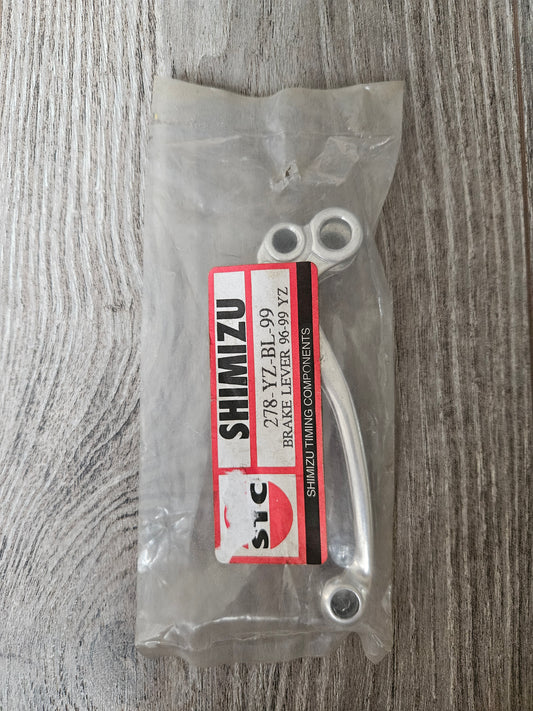 SHIMIZU
278-YZ-BL-99
BRAKE LEVER 96-99 YZ
STC
SHIMIZU TIMING COMPONENTS